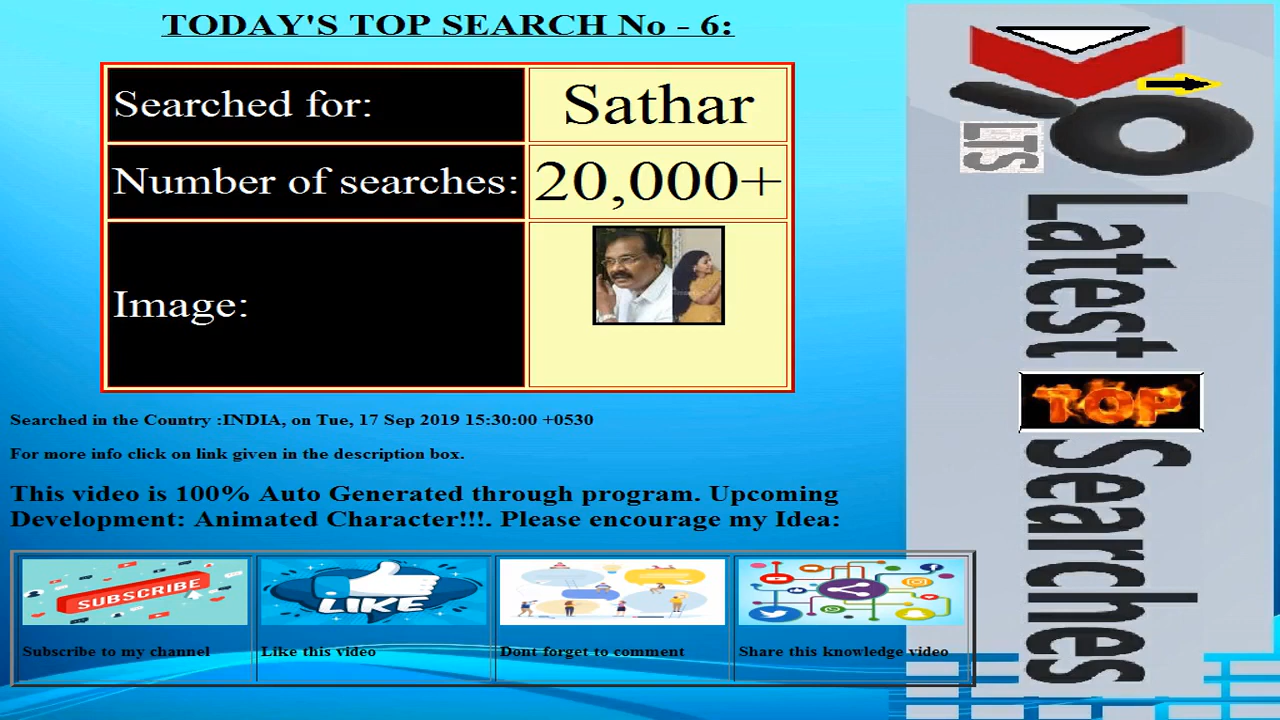 TODAY'S TOP SEARCH No - 6:
Searched for:
Sathar
Number of searches:
20,000+
Image:
Searched in the Country :INDIA, on Tue, 17 Sep 2019 15:30:00 +0530
For more info click on link given in the description box.
This video is 100% Auto Generated through program. Upcoming
Development: Animated Character!!!. Please encourage my Idea:
SUBSCRIBE
LIKE
Subscribe to my channel
Like this video
Dont forget to comment
Share this knowledge video
LTS
Latest
TOP
Searches